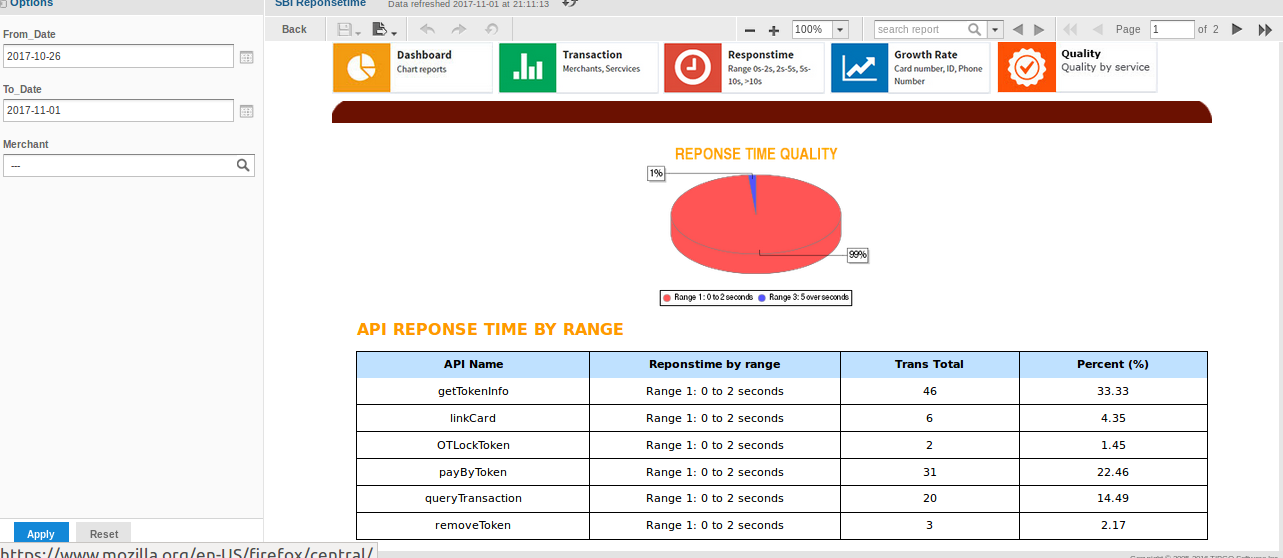 Options
SBI Reponsetime Data refreshed 2017-11-01 at 21:11:13
From_Date
2017-10-26
To_Date
2017-11-01
Merchant
---
Apply Reset
https://www.mozilla.org/en-US/firefox/central/
Back 100% search report Page 1 of 2
Dashboard
Chart reports
Transaction
Merchants, Sercvices
Responstime
Range 0s-2s, 2s-5s, 5s-
10s, >10s
Growth Rate
Card number, ID, Phone
Number
Quality
Quality by service
REPONSE TIME QUALITY
1%
99%
Range 1: 0 to 2 seconds Range 3: 5 over seconds
API REPONSE TIME BY RANGE
API Name Reponstime by range Trans Total Percent (%)
getTokenInfo Range 1: 0 to 2 seconds 46 33.33
linkCard Range 1: 0 to 2 seconds 6 4.35
OTLockToken Range 1: 0 to 2 seconds 2 1.45
payByToken Range 1: 0 to 2 seconds 31 22.46
queryTransaction Range 1: 0 to 2 seconds 20 14.49
removeToken Range 1: 0 to 2 seconds 3 2.17